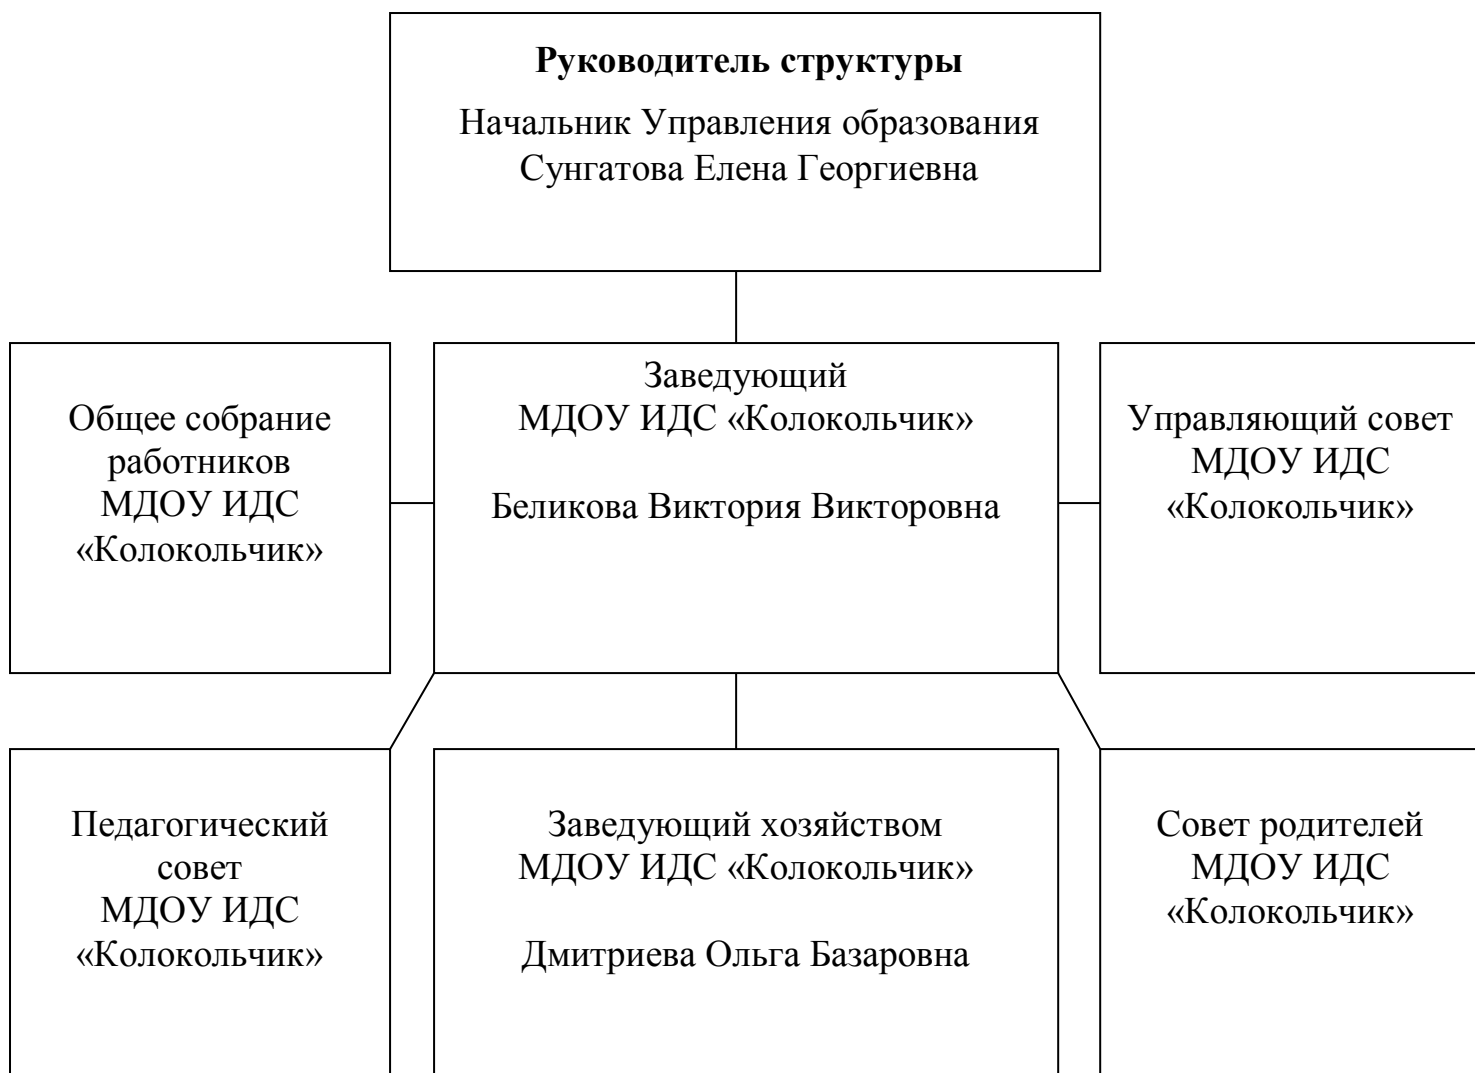 Руководитель структуры
Начальник Управления образования
Сунгатова Елена Георгиевна
Общее собрание
работников
МДОУ ИДС
«Колокольчик»
Заведующий
МДОУ ИДС «Колокольчик»
Беликова Виктория Викторовна
Управляющий совет
МДОУ ИДС
«Колокольчик»
Педагогический
совет
МДОУ ИДС
«Колокольчик»
Заведующий хозяйством
МДОУ ИДС «Колокольчик»
Дмитриева Ольга Базаровна
Совет родителей
МДОУ ИДС
«Колокольчик»